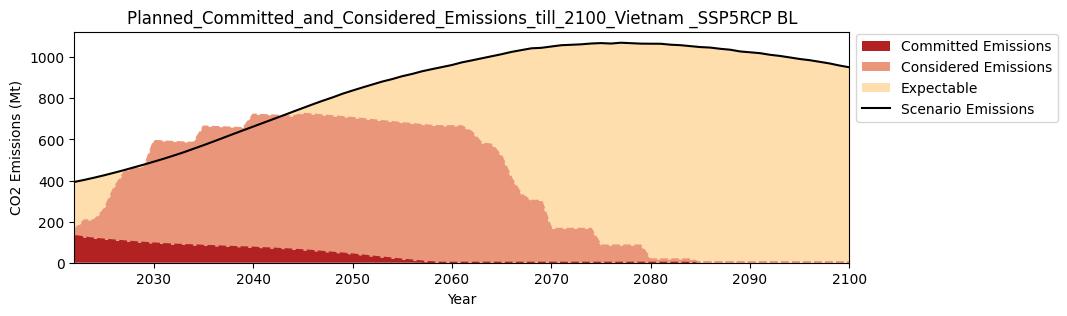 Planned_Committed_and_Considered_Emissions_till_2100_Vietnam _SSP5RCP BL
CO2 Emissions (Mt)
1000
800
600
400
200
0
2030 2040 2050 2060 2070 2080 2090 2100
Year
Committed Emissions
Considered Emissions
Expectable
Scenario Emissions